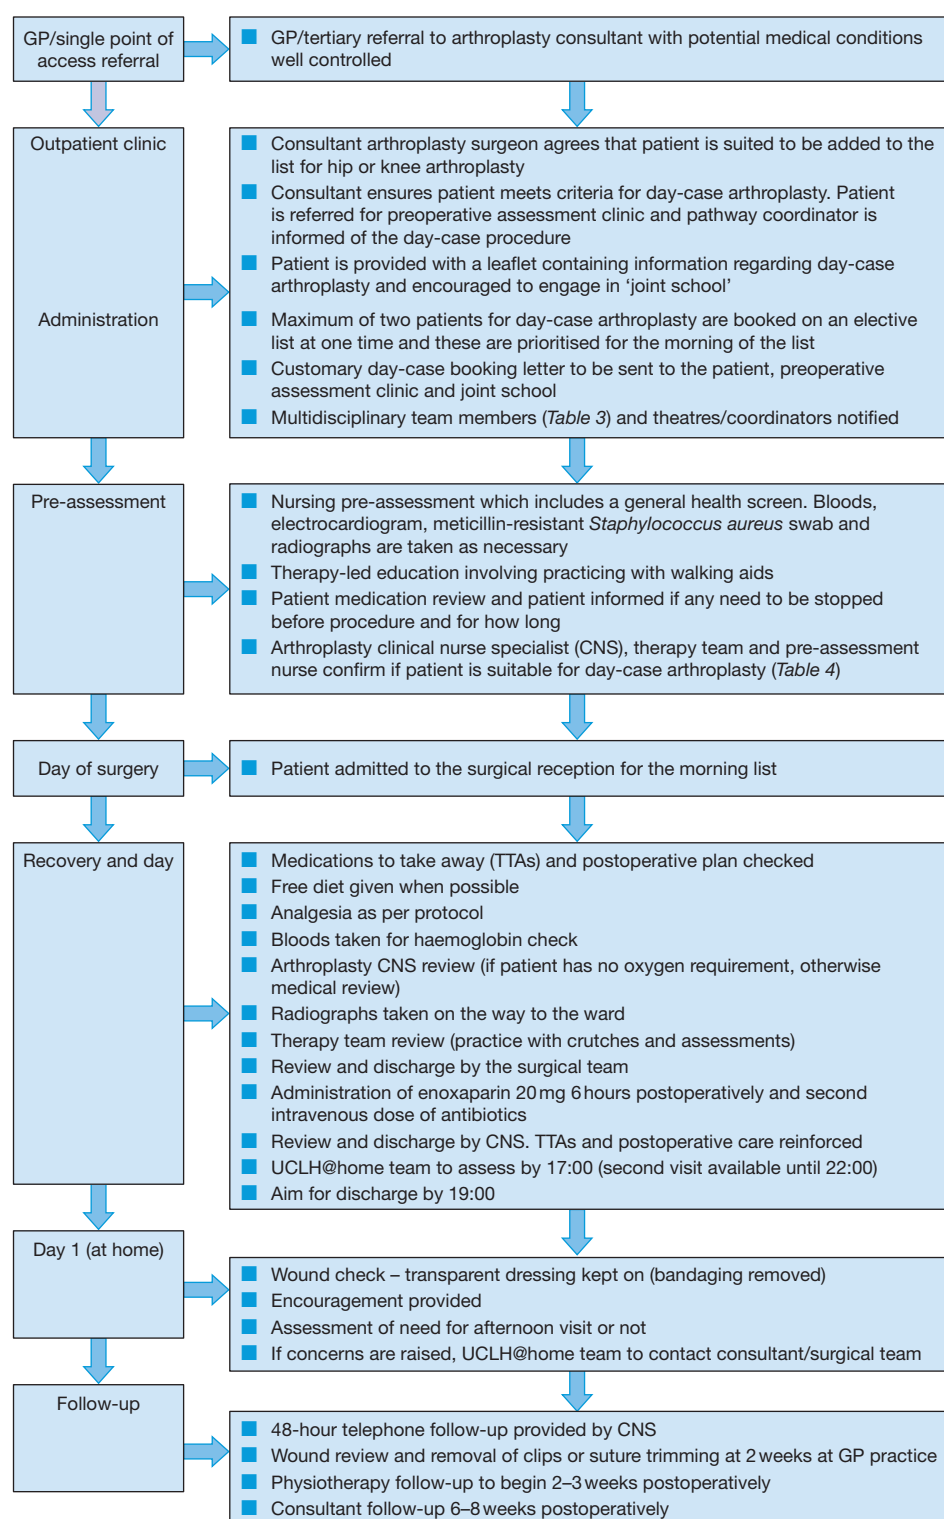 GP/single point of
access referral
GP/tertiary referral to arthroplasty consultant with potential medical conditions
well controlled
Outpatient clinic
Consultant arthroplasty surgeon agrees that patient is suited to be added to the
list for hip or knee arthroplasty
Consultant ensures patient meets criteria for day-case arthroplasty. Patient
is referred for preoperative assessment clinic and pathway coordinator is
informed of the day-case procedure
Patient is provided with a leaflet containing information regarding day-case
arthroplasty and encouraged to engage in ‘joint school’
Administration
Maximum of two patients for day-case arthroplasty are booked on an elective
list at one time and these are prioritised for the morning of the list
Customary day-case booking letter to be sent to the patient, preoperative
assessment clinic and joint school
Multidisciplinary team members (Table 3) and theatres/coordinators notified
Pre-assessment
Nursing pre-assessment which includes a general health screen. Bloods,
electrocardiogram, meticillin-resistant Staphylococcus aureus swab and
radiographs are taken as necessary
Therapy-led education involving practicing with walking aids
Patient medication review and patient informed if any need to be stopped
before procedure and for how long
Arthroplasty clinical nurse specialist (CNS), therapy team and pre-assessment
nurse confirm if patient is suitable for day-case arthroplasty (Table 4)
Day of surgery
Patient admitted to the surgical reception for the morning list
Recovery and day
Medications to take away (TTAs) and postoperative plan checked
Free diet given when possible
Analgesia as per protocol
Bloods taken for haemoglobin check
Arthroplasty CNS review (if patient has no oxygen requirement, otherwise
medical review)
Radiographs taken on the way to the ward
Therapy team review (practice with crutches and assessments)
Review and discharge by the surgical team
Administration of enoxaparin 20 mg 6 hours postoperatively and second
intravenous dose of antibiotics
Review and discharge by CNS. TTAs and postoperative care reinforced
UCLH@home team to assess by 17:00 (second visit available until 22:00)
Aim for discharge by 19:00
Day 1 (at home)
Wound check – transparent dressing kept on (bandaging removed)
Encouragement provided
Assessment of need for afternoon visit or not
If concerns are raised, UCLH@home team to contact consultant/surgical team
Follow-up
48-hour telephone follow-up provided by CNS
Wound review and removal of clips or suture trimming at 2 weeks at GP practice
Physiotherapy follow-up to begin 2–3 weeks postoperatively
Consultant follow-up 6–8 weeks postoperatively